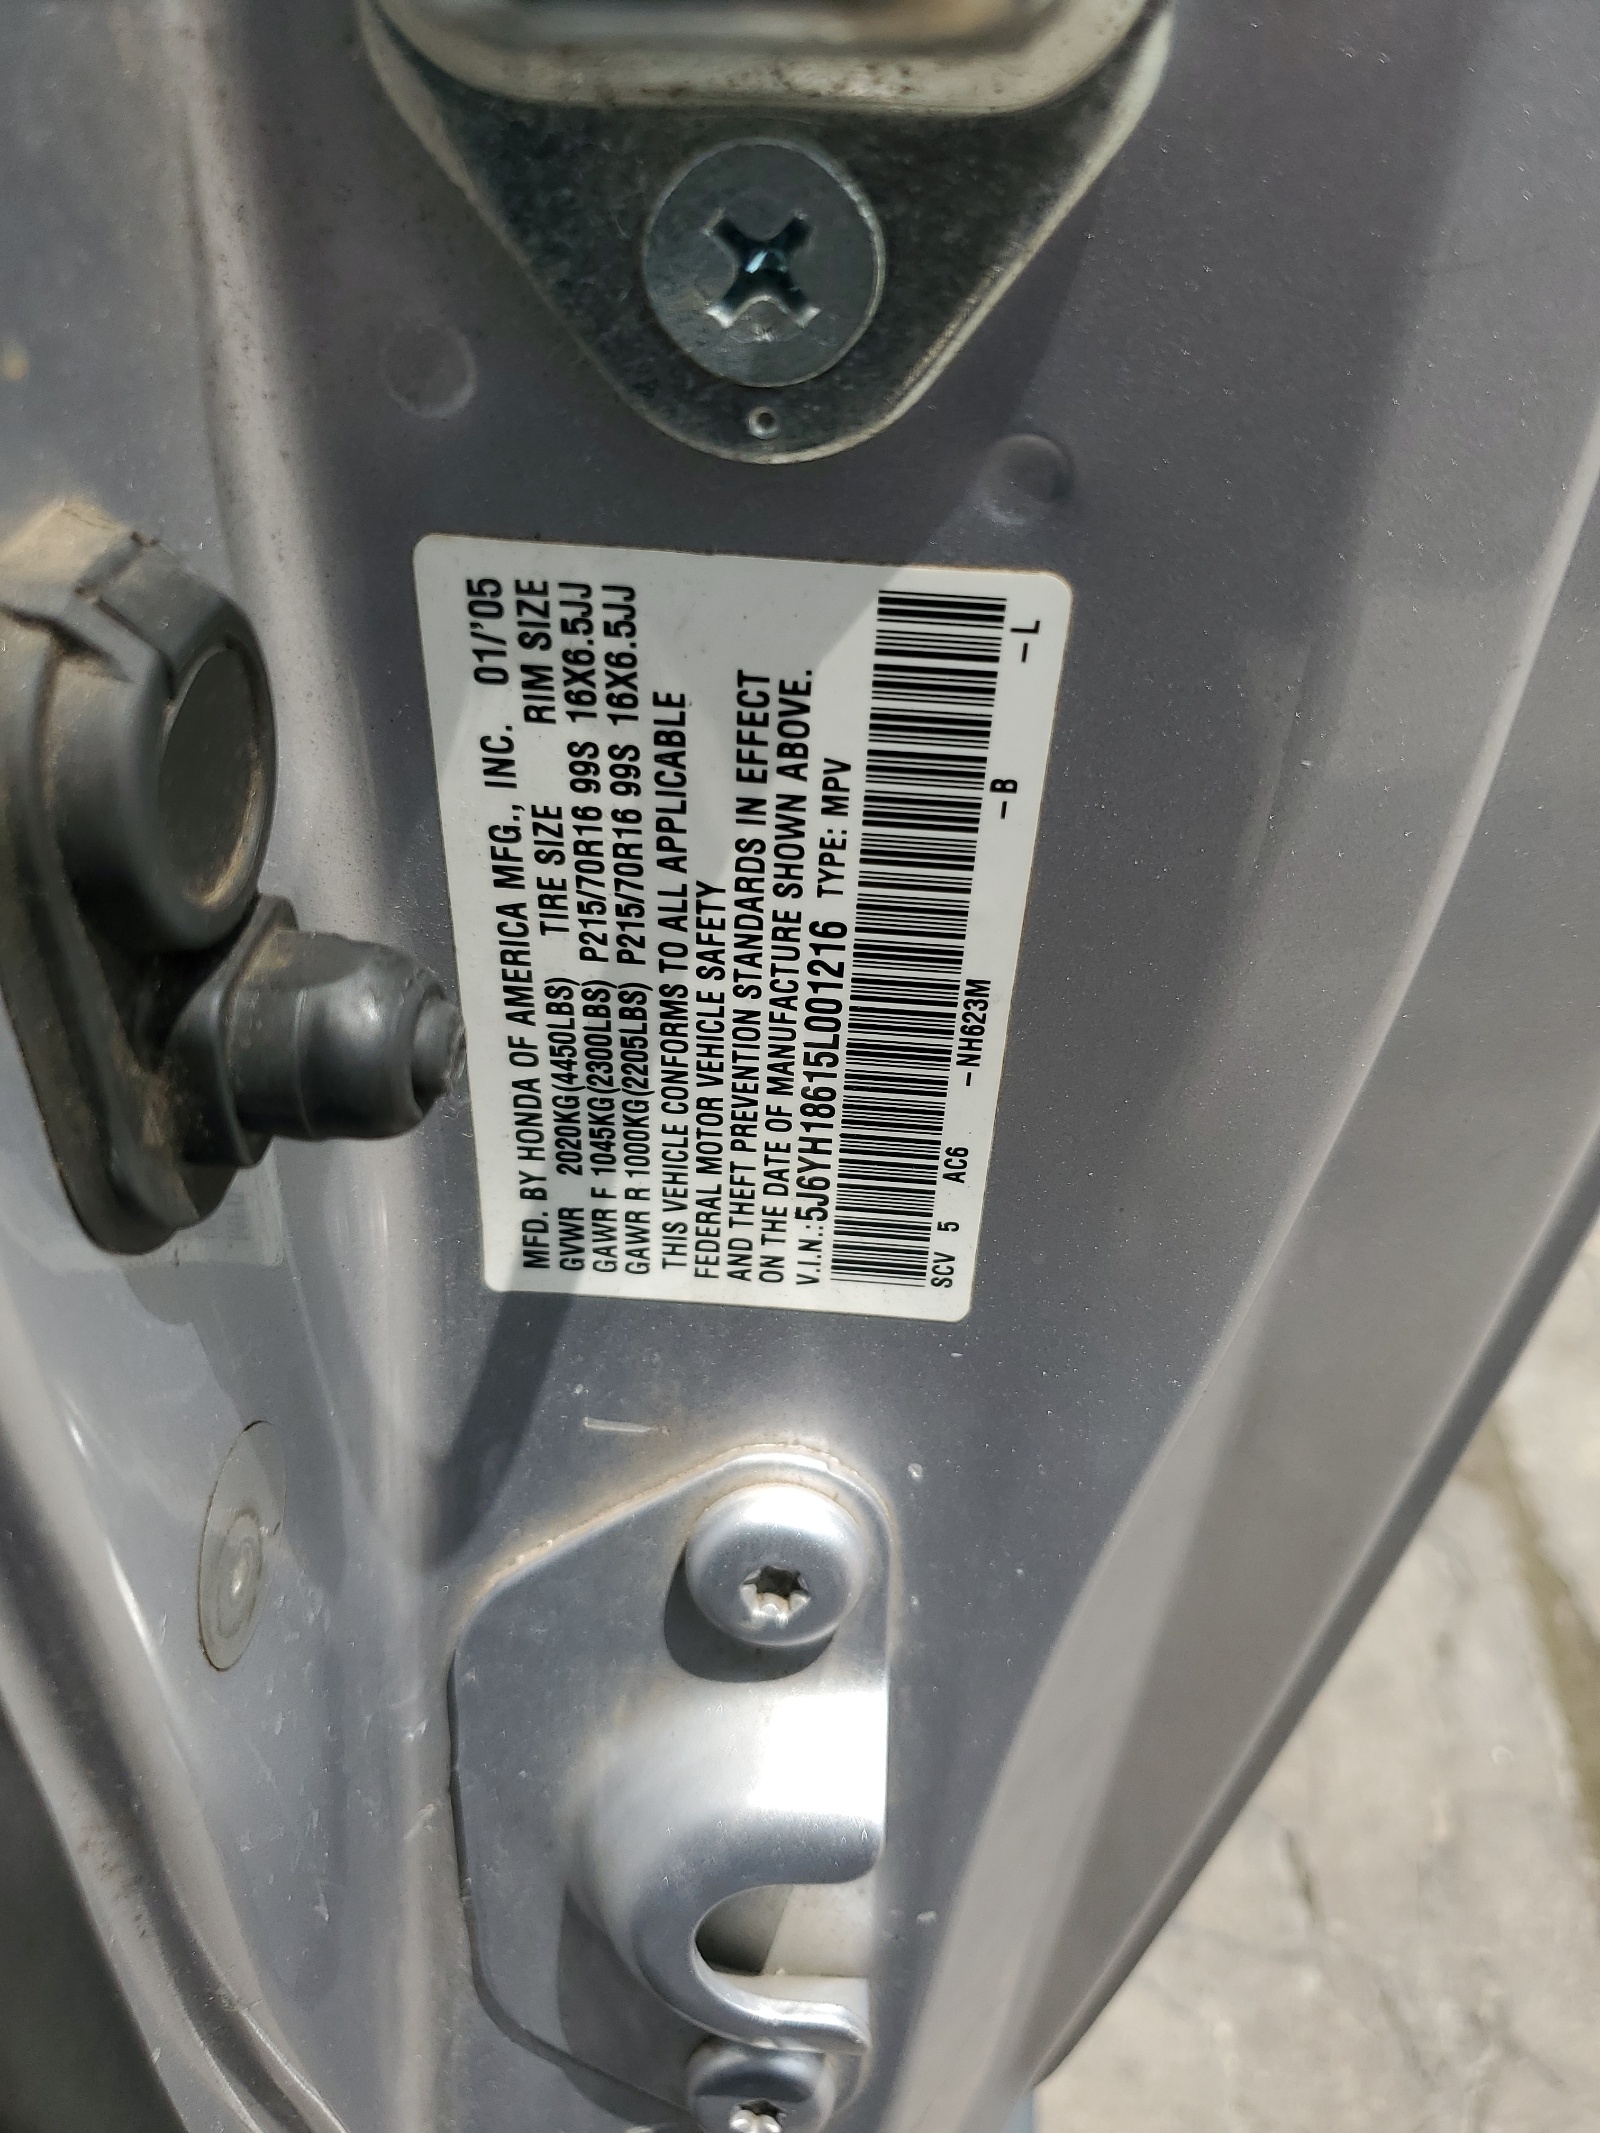 MFD. BY HONDA OF AMERICA MFG., INC. 01/'05
GVWR 2020KG(4450LBS) TIRE SIZE RIM SIZE
GAWR F 1045KG(2300LBS) P215/70R16 99S 16X6.5JJ
GAWR R 1000KG(2205LBS) P215/70R16 99S 16X6.5JJ
THIS VEHICLE CONFORMS TO ALL APPLICABLE
FEDERAL MOTOR VEHICLE SAFETY
AND THEFT PREVENTION STANDARDS IN EFFECT
ON THE DATE OF MANUFACTURE SHOWN ABOVE.
V.I.N.:5J6YH18615L001216 TYPE: MPV
SCV 5 AC6 –NH623M –B –L